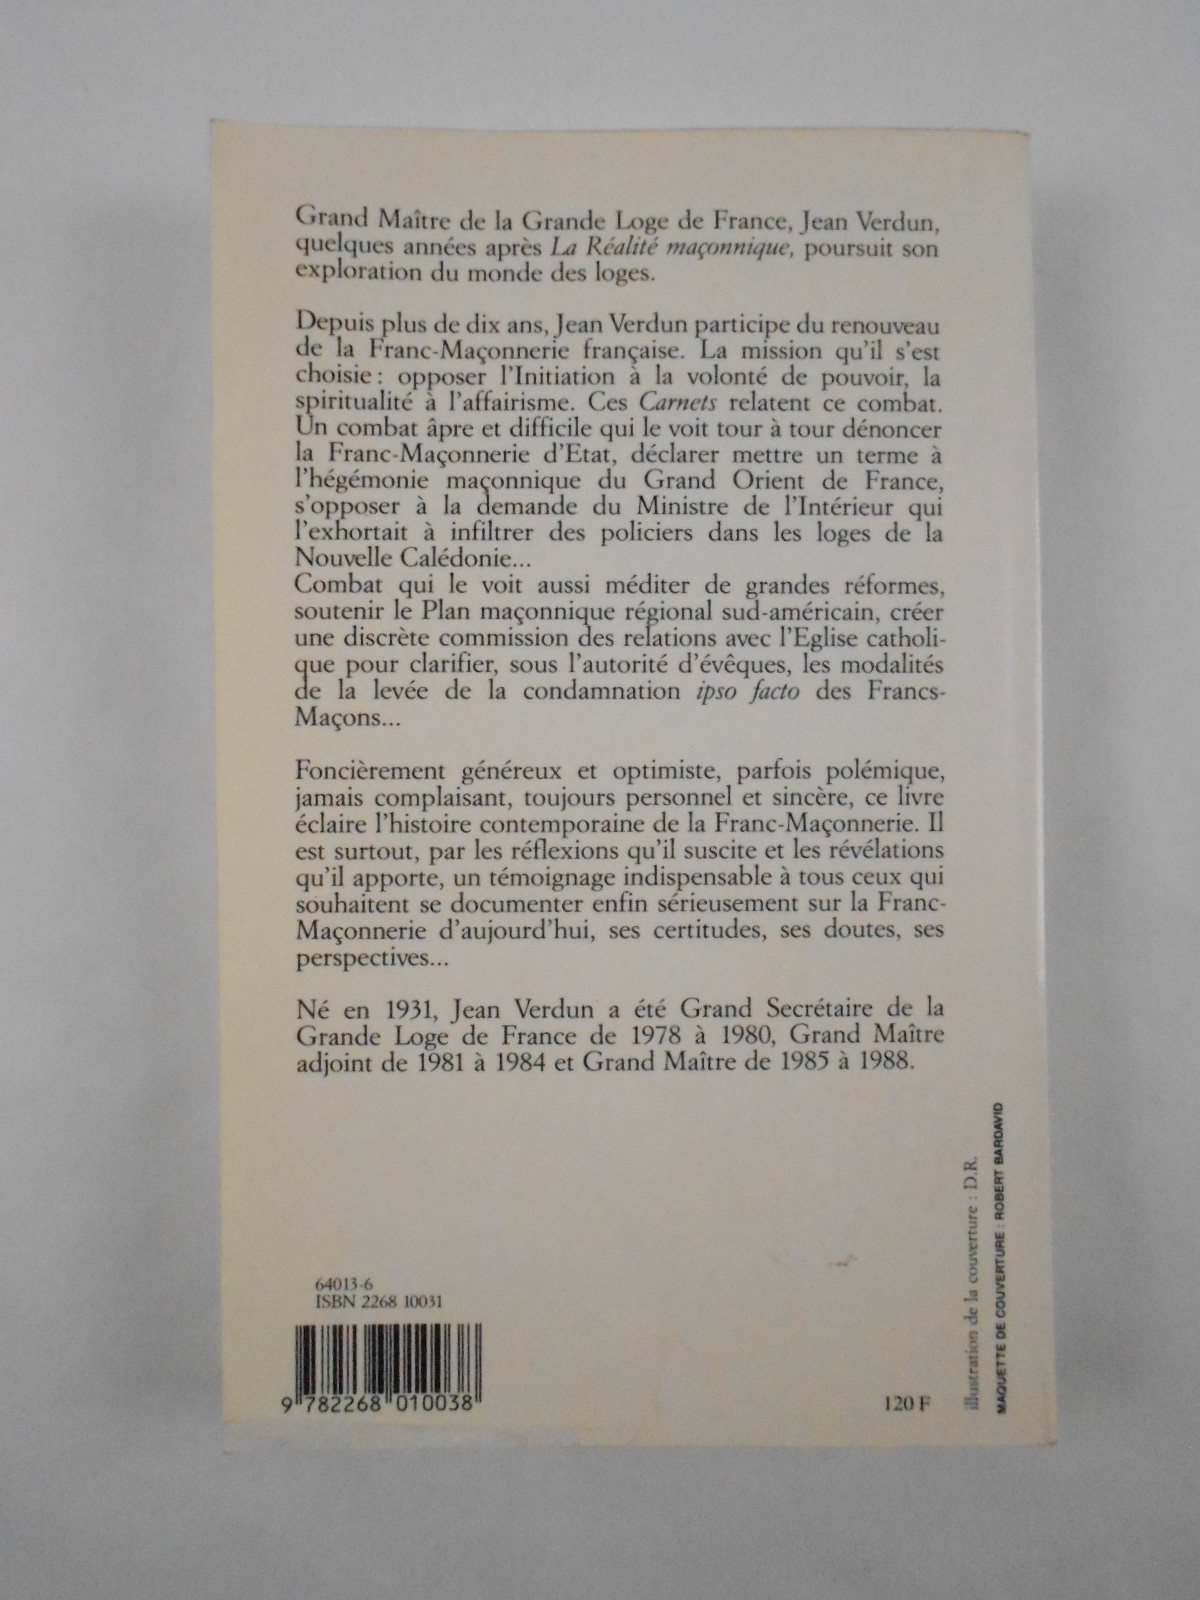 Grand Maître de la Grande Loge de France, Jean Verdun,
quelques années après La Réalité maçonnique, poursuit son
exploration du monde des loges.
Depuis plus de dix ans, Jean Verdun participe du renouveau
de la Franc-Maçonnerie française. La mission qu'il s'est
choisie : opposer l'Initiation à la volonté de pouvoir, la
spiritualité à l'affairisme. Ces Carnets relatent ce combat.
Un combat âpre et difficile qui le voit tour à tour dénoncer
la Franc-Maçonnerie d'Etat, déclarer mettre un terme à
l'hégémonie maçonnique du Grand Orient de France,
s'opposer à la demande du Ministre de l'Intérieur qui
l'exhortait à infiltrer des policiers dans les loges de la
Nouvelle Calédonie...
Combat qui le voit aussi méditer de grandes réformes,
soutenir le Plan maçonnique régional sud-américain, créer
une discrète commission des relations avec l'Eglise catholi-
que pour clarifier, sous l'autorité d'évêques, les modalités
de la levée de la condamnation ipso facto des Francs-
Maçons...
Foncièrement généreux et optimiste, parfois polémique,
jamais complaisant, toujours personnel et sincère, ce livre
éclaire l'histoire contemporaine de la Franc-Maçonnerie. Il
est surtout, par les réflexions qu'il suscite et les révélations
qu'il apporte, un témoignage indispensable à tous ceux qui
souhaitent se documenter enfin sérieusement sur la Franc-
Maçonnerie d'aujourd'hui, ses certitudes, ses doutes, ses
perspectives...
Né en 1931, Jean Verdun a été Grand Secrétaire de la
Grande Loge de France de 1978 à 1980, Grand Maître
adjoint de 1981 à 1984 et Grand Maître de 1985 à 1988.
64013-6
ISBN 2268 10031
9 782268 010038
120 F
illustration de la couverture : D.R.
MAQUETTE DE COUVERTURE : ROBERT BARDAVID